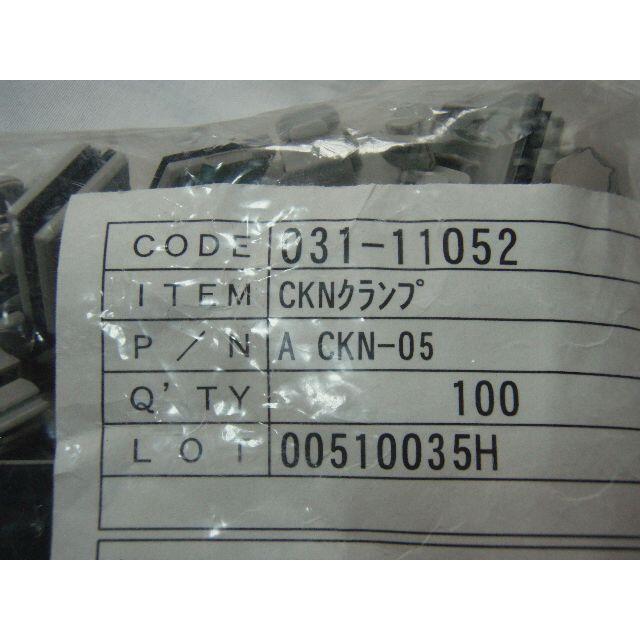 CODE 031-11052
ITEM CKNｸﾗﾝﾌﾟ
P/N A CKN-05
Q'TY 100
LOT 00510035H